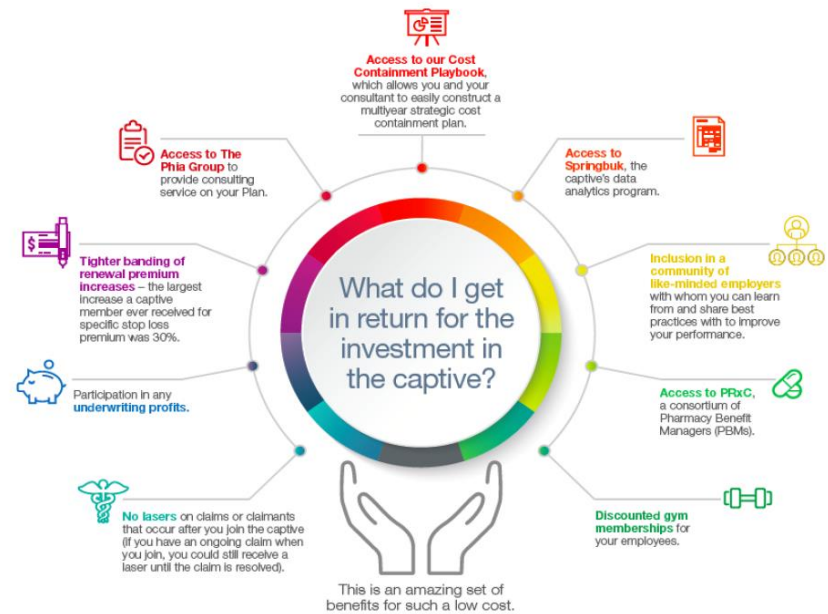 Access to our Cost
Containment Playbook,
which allows you and your
consultant to easily construct a
multiyear strategic cost
containment plan.
Access to The
Phia Group to
provide consulting
service on your Plan.
Access to
Springbuk, the
captive's data
analytics program.
$
Tighter banding of
renewal premium
increases – the largest
increase a captive
member ever received for
specific stop loss
premium was 30%.
Inclusion in a
community of
like-minded employers
with whom you can learn
from and share best
practices with to improve
your performance.
What do I get
in return for the
investment in
the captive?
Participation in any
underwriting profits.
Access to PRxC,
a consortium of
Pharmacy Benefit
Managers (PBMs).
No lasers on claims or claimants
that occur after you join the captive
(if you have an ongoing claim when
you join, you could still receive a
laser until the claim is resolved).
Discounted gym
memberships for
your employees.
This is an amazing set of
benefits for such a low cost.